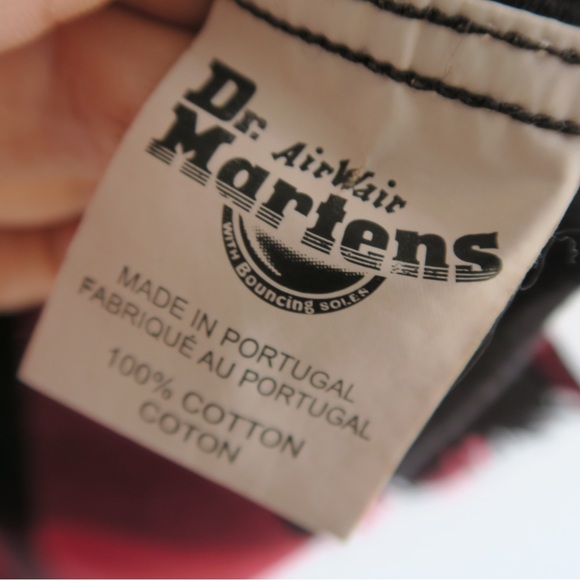 Dr. AirWair
Martens
WITH Bouncing SOLES
MADE IN PORTUGAL
FABRIQUÉ AU PORTUGAL
100% COTTON
COTON